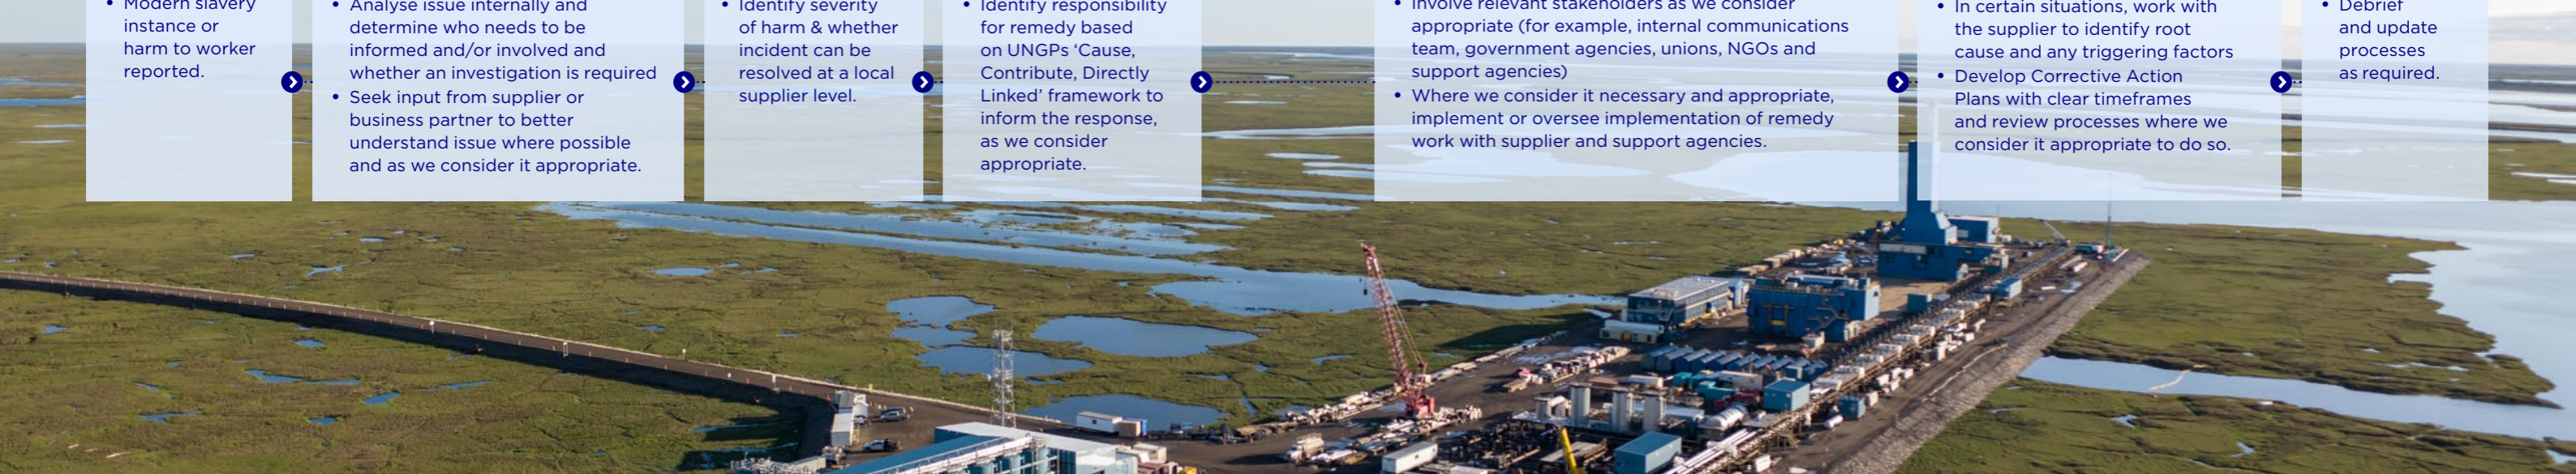 • Modern slavery
instance or
harm to worker
reported.
• Analyse issue internally and
determine who needs to be
informed and/or involved and
whether an investigation is required
• Seek input from supplier or
business partner to better
understand issue where possible
and as we consider it appropriate.
• Identify severity
of harm & whether
incident can be
resolved at a local
supplier level.
• Identify responsibility
for remedy based
on UNGPs ‘Cause,
Contribute, Directly
Linked’ framework to
inform the response,
as we consider
appropriate.
• Involve relevant stakeholders as we consider
appropriate (for example, internal communications
team, government agencies, unions, NGOs and
support agencies)
• Where we consider it necessary and appropriate,
implement or oversee implementation of remedy
work with supplier and support agencies.
• In certain situations, work with
the supplier to identify root
cause and any triggering factors
• Develop Corrective Action
Plans with clear timeframes
and review processes where we
consider it appropriate to do so.
• Debrief
and update
processes
as required.